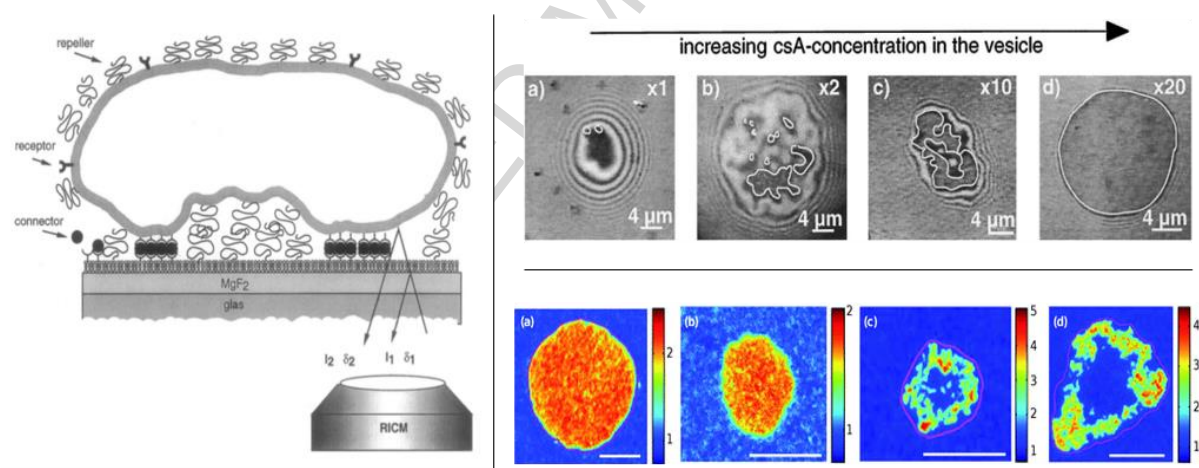 repeller
receptor
connector
MgF2
glas
I2 δ2 I1 δ1
RICM
increasing csA-concentration in the vesicle
a) x1
4 µm
b) x2
4 µm
c) x10
4 µm
d) x20
4 µm
(a)
2
1
(b)
2
1
(c)
5
4
3
2
1
(d)
4
3
2
1